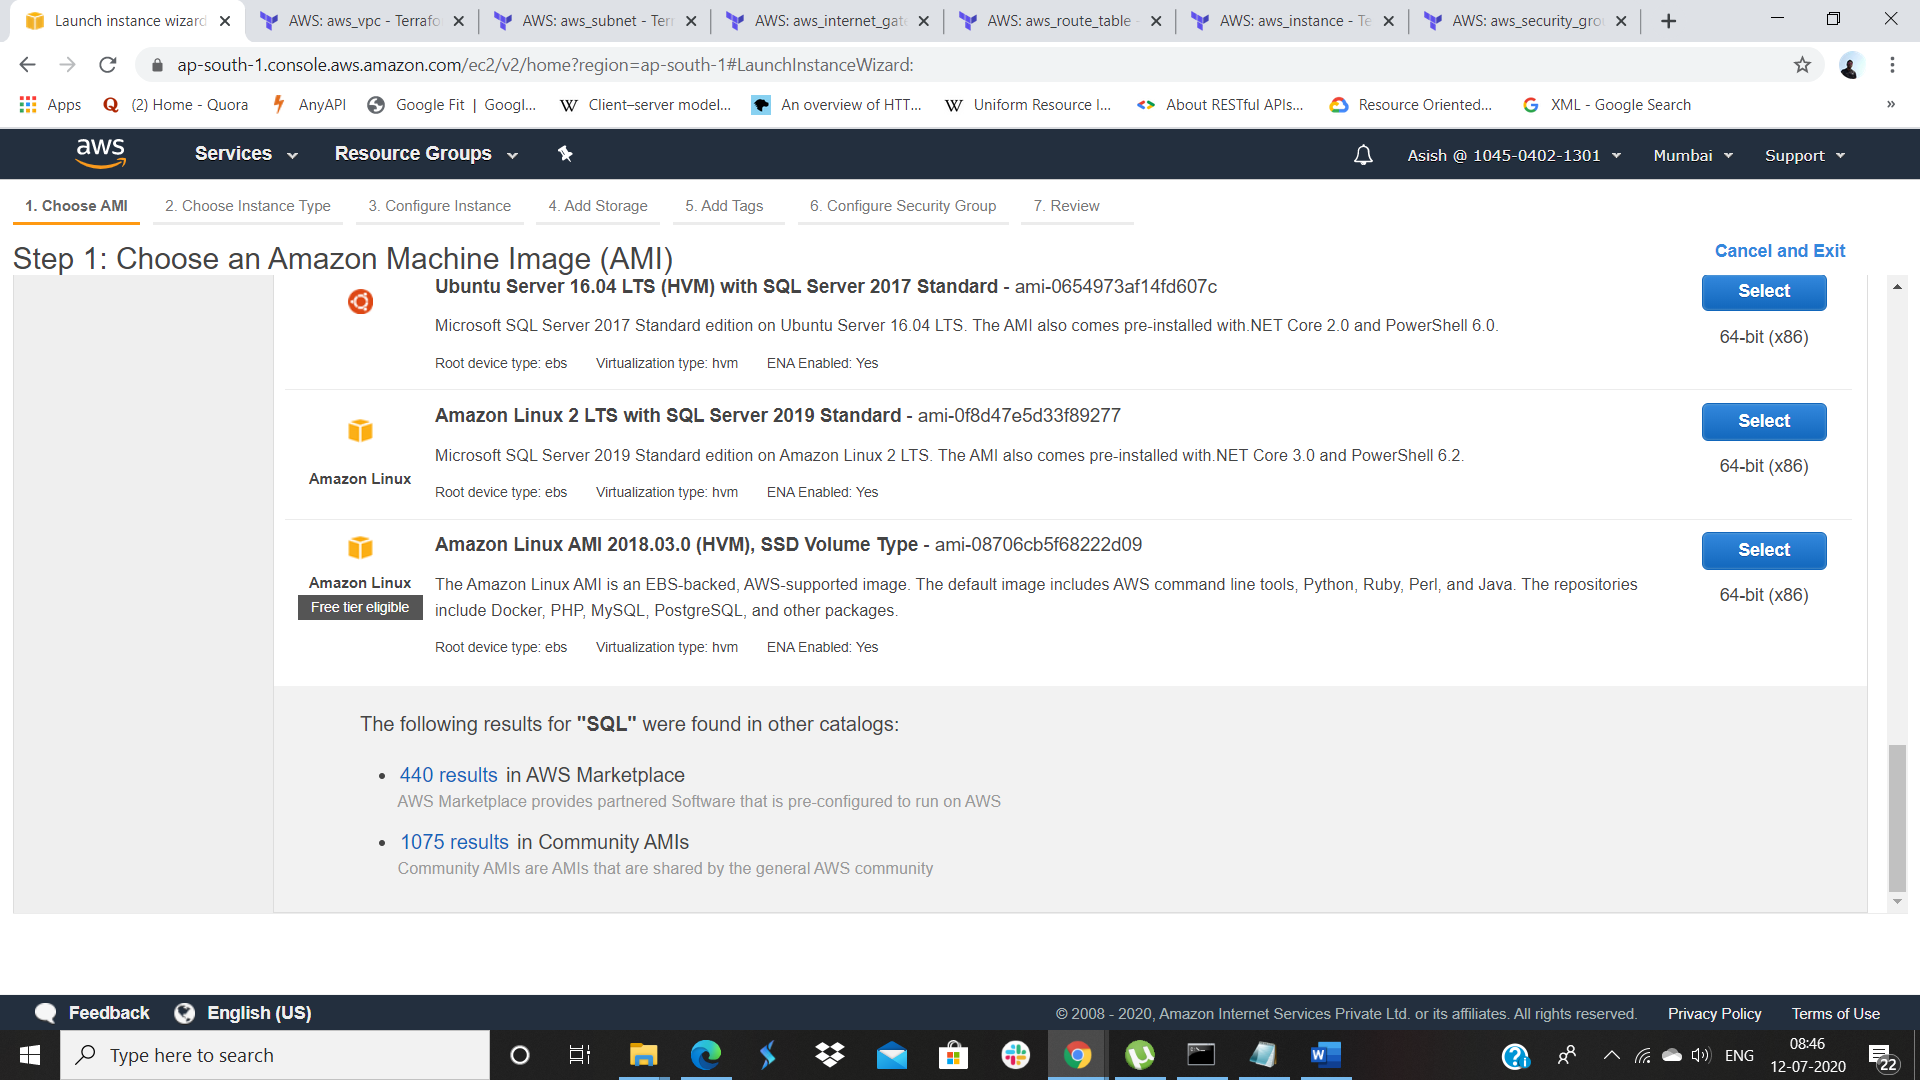 Launch instance wizard
AWS: aws_vpc - Terrafo
AWS: aws_subnet - Terr
AWS: aws_internet_gate
AWS: aws_route_table -
AWS: aws_instance - Te
AWS: aws_security_gro
ap-south-1.console.aws.amazon.com/ec2/v2/home?region=ap-south-1#LaunchInstanceWizard:
Apps
(2) Home - Quora
AnyAPI
Google Fit | Googl...
Client–server model...
An overview of HTT...
Uniform Resource I...
About RESTful APIs...
Resource Oriented...
XML - Google Search
»
aws
Services
Resource Groups
Asish @ 1045-0402-1301
Mumbai
Support
1. Choose AMI
2. Choose Instance Type
3. Configure Instance
4. Add Storage
5. Add Tags
6. Configure Security Group
7. Review
Step 1: Choose an Amazon Machine Image (AMI)
Cancel and Exit
Ubuntu Server 16.04 LTS (HVM) with SQL Server 2017 Standard - ami-0654973af14fd607c
Select
Microsoft SQL Server 2017 Standard edition on Ubuntu Server 16.04 LTS. The AMI also comes pre-installed with.NET Core 2.0 and PowerShell 6.0.
64-bit (x86)
Root device type: ebs Virtualization type: hvm ENA Enabled: Yes
Amazon Linux 2 LTS with SQL Server 2019 Standard - ami-0f8d47e5d33f89277
Select
Microsoft SQL Server 2019 Standard edition on Amazon Linux 2 LTS. The AMI also comes pre-installed with.NET Core 3.0 and PowerShell 6.2.
64-bit (x86)
Amazon Linux
Root device type: ebs Virtualization type: hvm ENA Enabled: Yes
Amazon Linux AMI 2018.03.0 (HVM), SSD Volume Type - ami-08706cb5f68222d09
Select
Amazon Linux
Free tier eligible
The Amazon Linux AMI is an EBS-backed, AWS-supported image. The default image includes AWS command line tools, Python, Ruby, Perl, and Java. The repositories
include Docker, PHP, MySQL, PostgreSQL, and other packages.
64-bit (x86)
Root device type: ebs Virtualization type: hvm ENA Enabled: Yes
The following results for "SQL" were found in other catalogs:
• 440 results in AWS Marketplace
AWS Marketplace provides partnered Software that is pre-configured to run on AWS
• 1075 results in Community AMIs
Community AMIs are AMIs that are shared by the general AWS community
Feedback
English (US)
© 2008 - 2020, Amazon Internet Services Private Ltd. or its affiliates. All rights reserved.
Privacy Policy
Terms of Use
Type here to search
ENG
08:46
12-07-2020
22